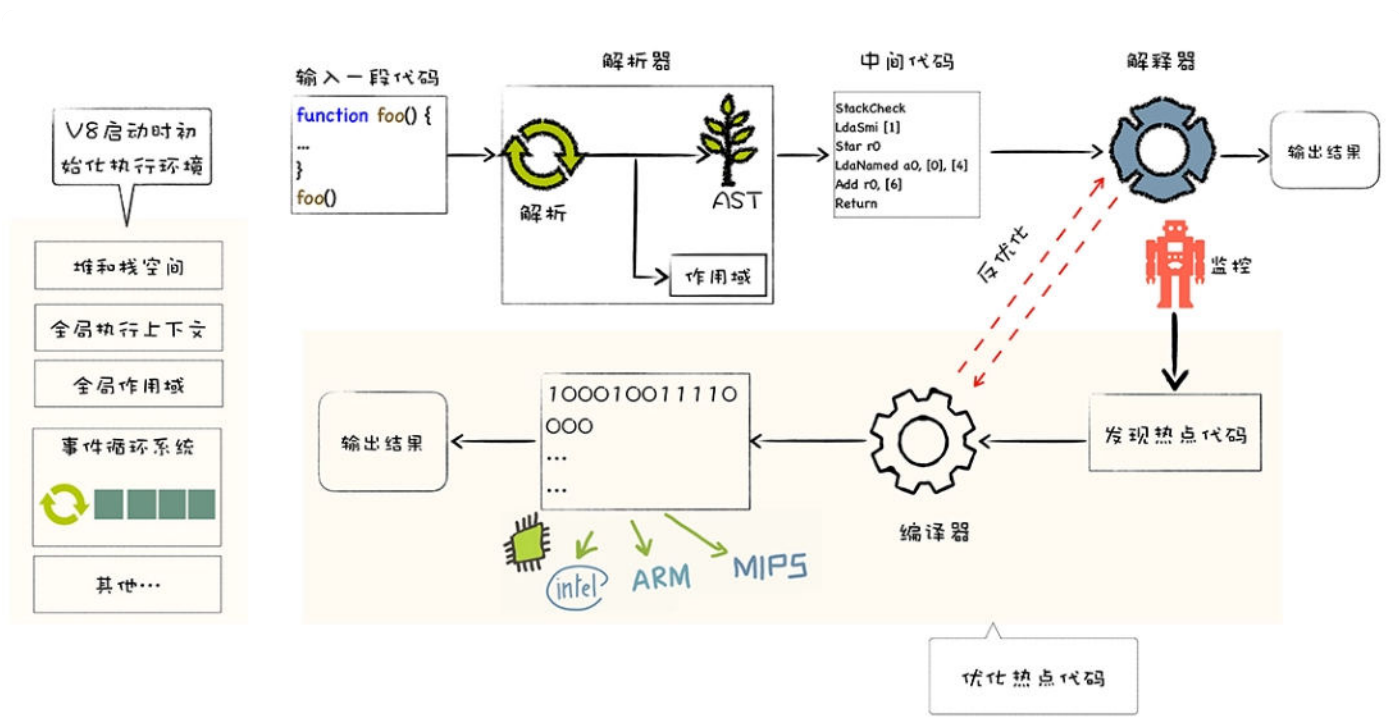 V8启动时初
始化执行环境
堆和栈空间
全局执行上下文
全局作用域
事件循环系统
其他…
输入一段代码
function foo() {
…
}
foo()
解析器
解析
AST
作用域
中间代码
StackCheck
LdaSmi [1]
Star r0
LdaNamed a0, [0], [4]
Add r0, [6]
Return
解释器
输出结果
反优化
监控
发现热点代码
编译器
10001001110
000
…
…
输出结果
intel
ARM
MIPS
优化热点代码